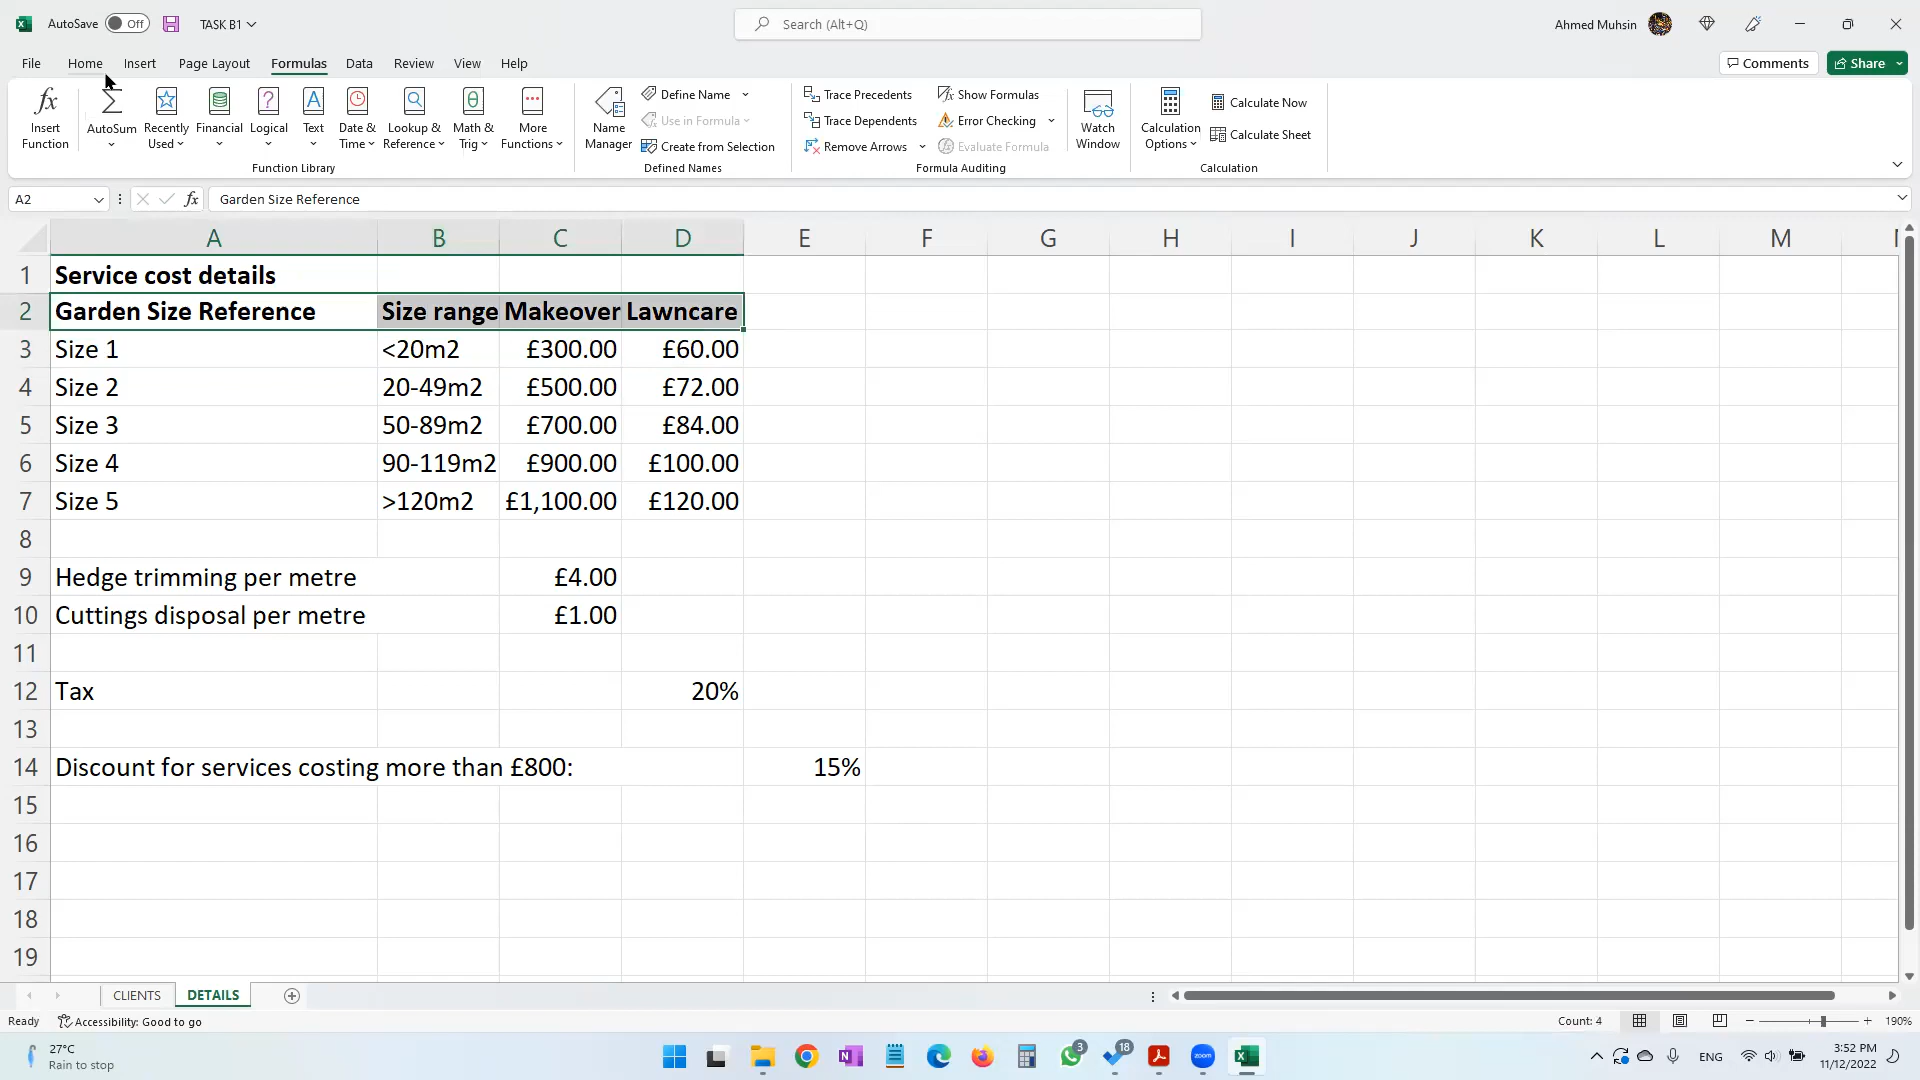 AutoSave Off TASK B1 Search (Alt+Q) Ahmed Muhsin
File Home Insert Page Layout Formulas Data Review View Help Comments Share
Insert Function AutoSum Recently Used Financial Logical Text Date & Time Lookup & Reference Math & Trig More Functions
Function Library
Name Manager
Define Name
Use in Formula
Create from Selection
Defined Names
Trace Precedents Show Formulas
Trace Dependents Error Checking
Remove Arrows Evaluate Formula
Formula Auditing
Watch Window
Calculation Options
Calculate Now
Calculate Sheet
Calculation
A2 fx Garden Size Reference
A B C D E F G H I J K L M
1 Service cost details
2 Garden Size Reference Size range Makeover Lawncare
3 Size 1 <20m2 £300.00 £60.00
4 Size 2 20-49m2 £500.00 £72.00
5 Size 3 50-89m2 £700.00 £84.00
6 Size 4 90-119m2 £900.00 £100.00
7 Size 5 >120m2 £1,100.00 £120.00
8
9 Hedge trimming per metre £4.00
10 Cuttings disposal per metre £1.00
11
12 Tax 20%
13
14 Discount for services costing more than £800: 15%
15
16
17
18
19
CLIENTS DETAILS
Ready Accessibility: Good to go Count: 4 190%
27°C
Rain to stop
3 18 zoom ENG
3:52 PM
11/12/2022